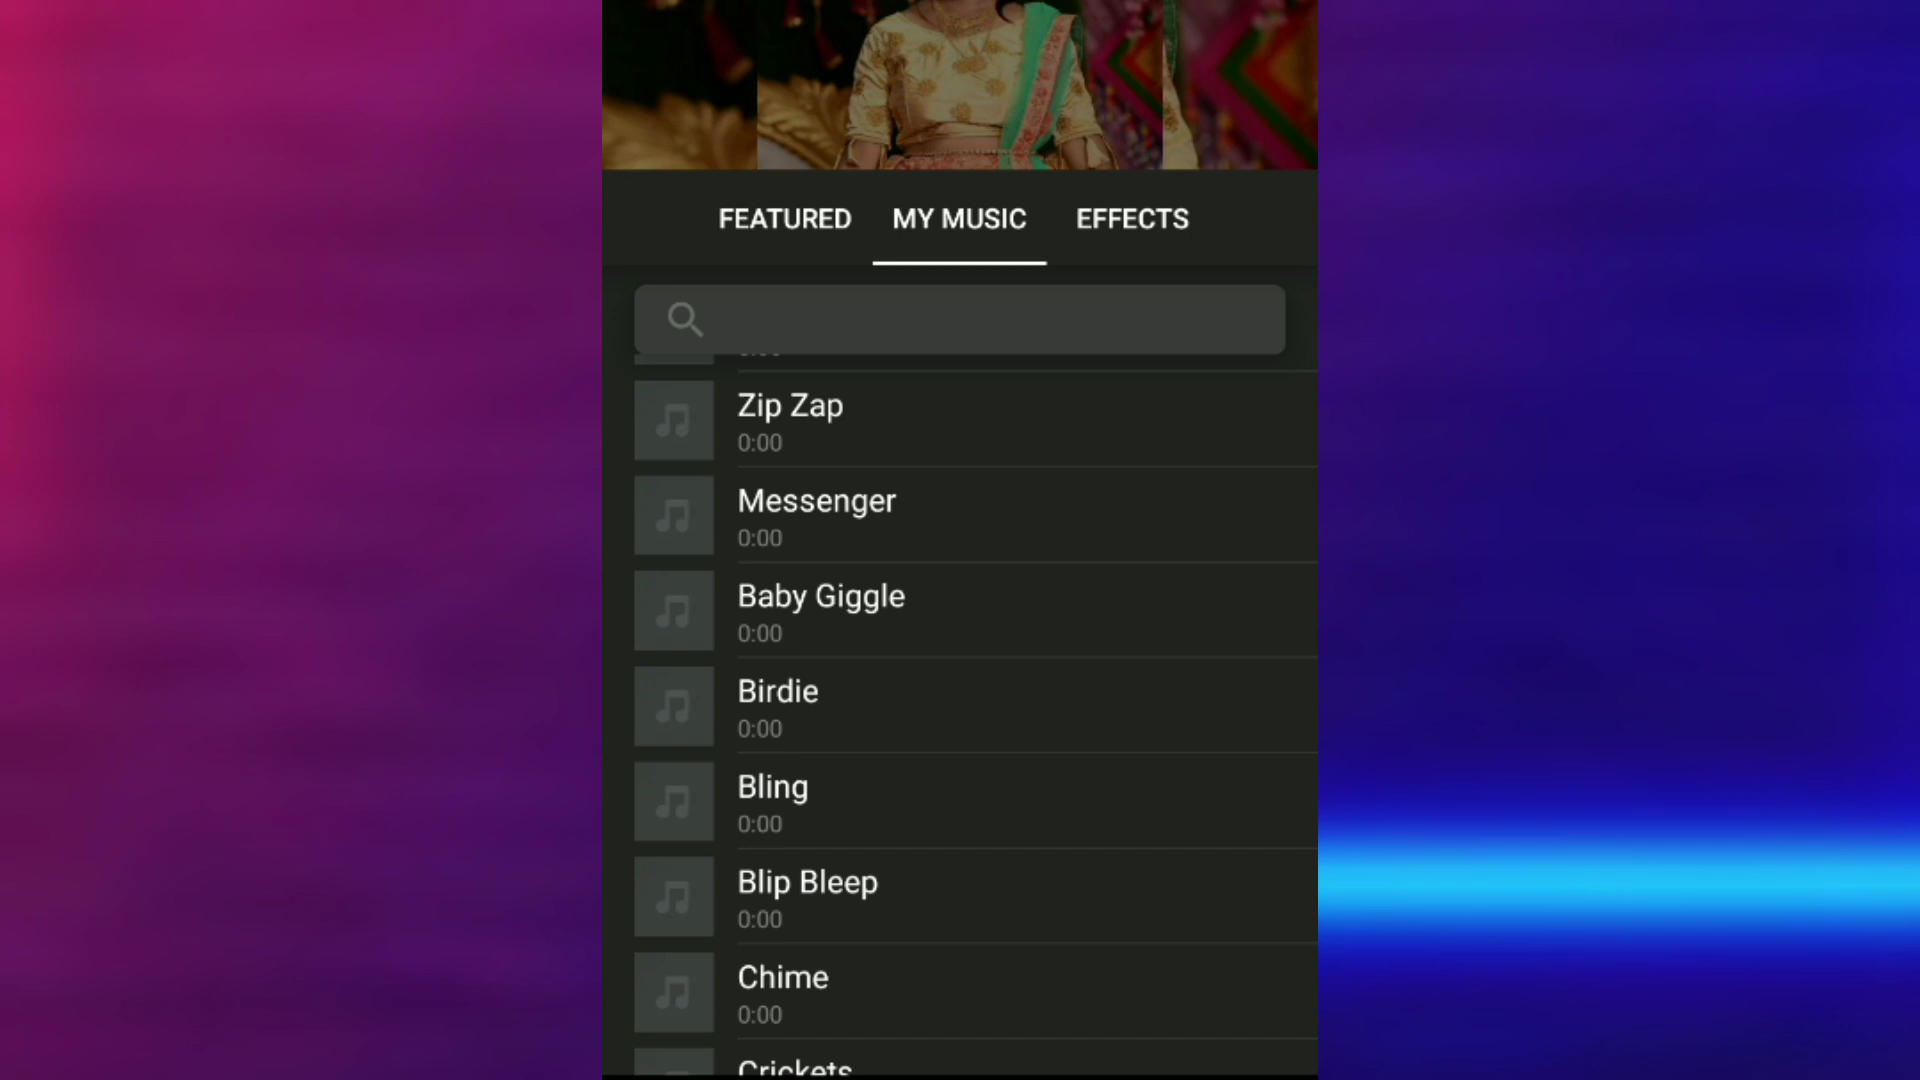 FEATURED MY MUSIC EFFECTS
Zip Zap
0:00
Messenger
0:00
Baby Giggle
0:00
Birdie
0:00
Bling
0:00
Blip Bleep
0:00
Chime
0:00
Crickets